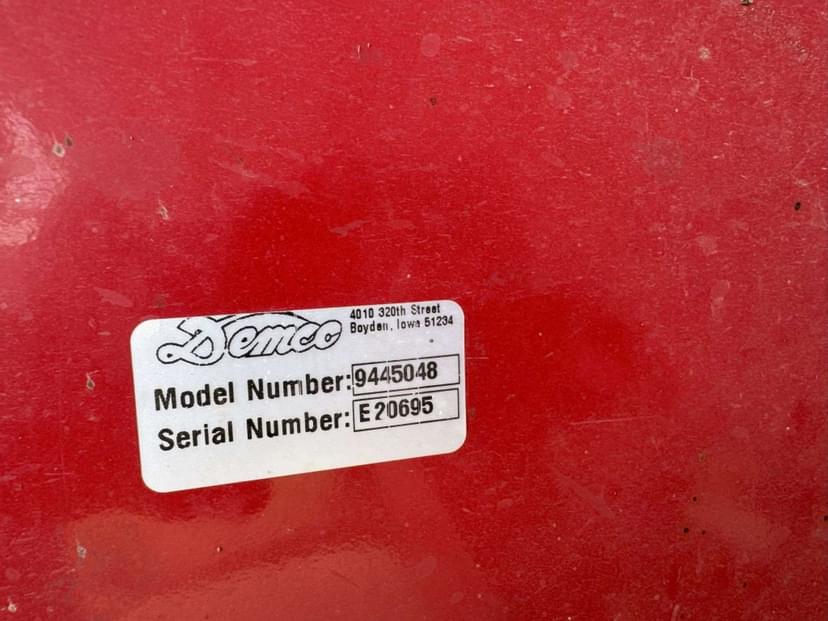 Demco
4010 320th Street
Boyden, Iowa 51234
Model Number: 9445048
Serial Number: E20695